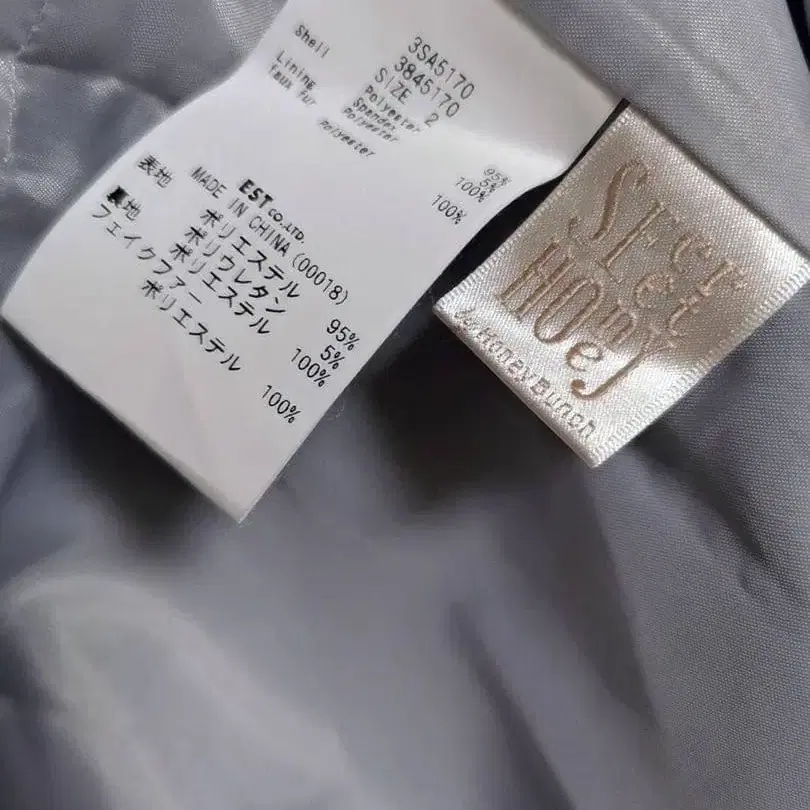 3SA5170
3845170
SIZE 2
Shell Polyester 95%
Spandex 5%
Lining Polyester 100%
Faux fur Polyester 100%
EST CO.,LTD.
MADE IN CHINA (00018)
表地 ポリエステル 95%
ポリウレタン 5%
裏地 ポリエステル 100%
フェイクファー
ポリエステル 100%
SEcret
HOneY
by HoneyBunch